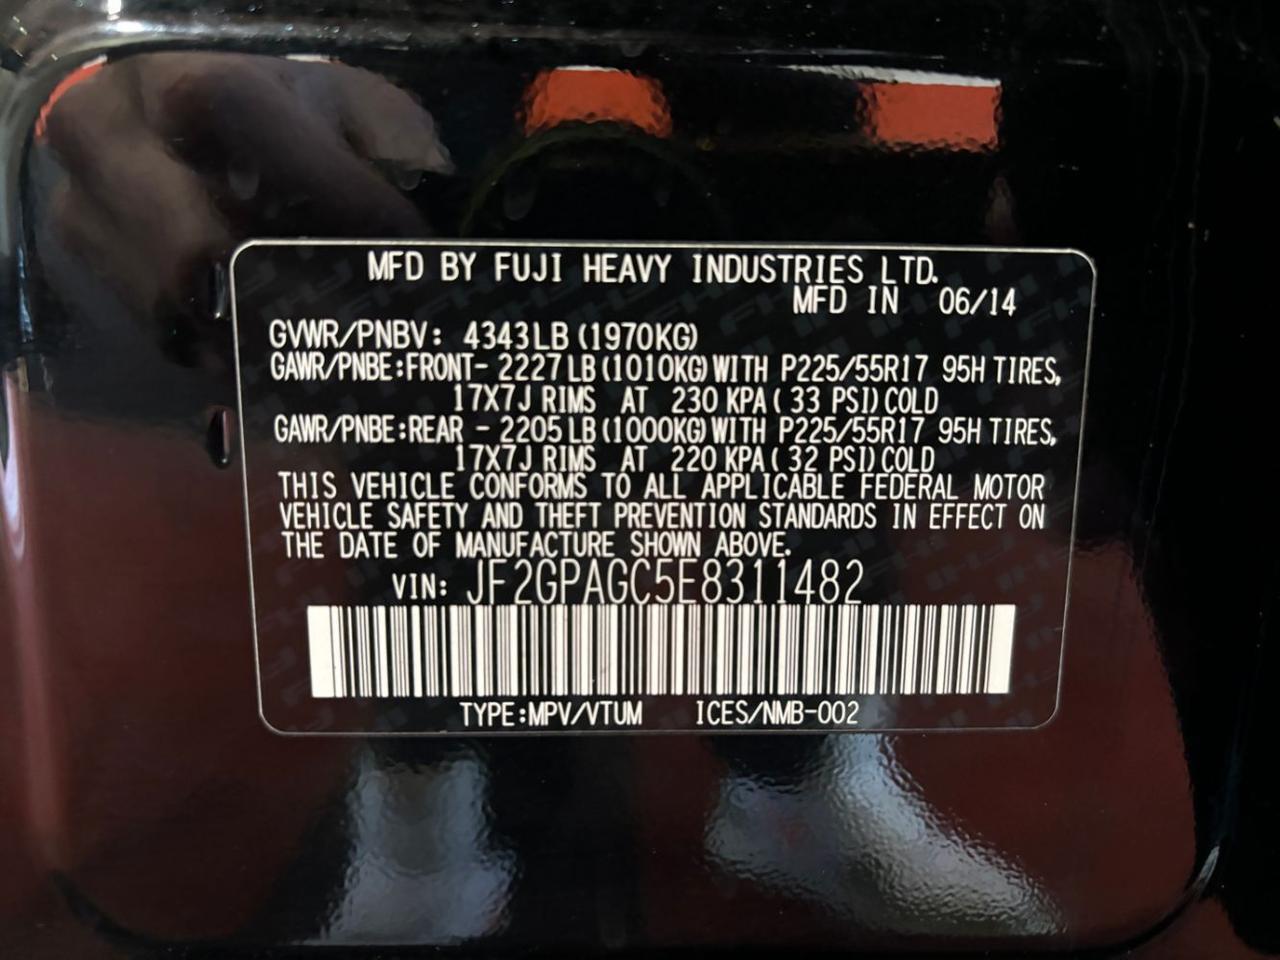 MFD BY FUJI HEAVY INDUSTRIES LTD.
MFD IN 06/14
GVWR/PNBV: 4343LB (1970KG)
GAWR/PNBE:FRONT- 2227LB (1010KG) WITH P225/55R17 95H TIRES,
17X7J RIMS AT 230 KPA ( 33 PSI) COLD
GAWR/PNBE:REAR - 2205LB (1000KG) WITH P225/55R17 95H TIRES,
17X7J RIMS AT 220 KPA ( 32 PSI) COLD
THIS VEHICLE CONFORMS TO ALL APPLICABLE FEDERAL MOTOR
VEHICLE SAFETY AND THEFT PREVENTION STANDARDS IN EFFECT ON
THE DATE OF MANUFACTURE SHOWN ABOVE.
VIN: JF2GPAGC5E8311482
TYPE:MPV/VTUM ICES/NMB-002